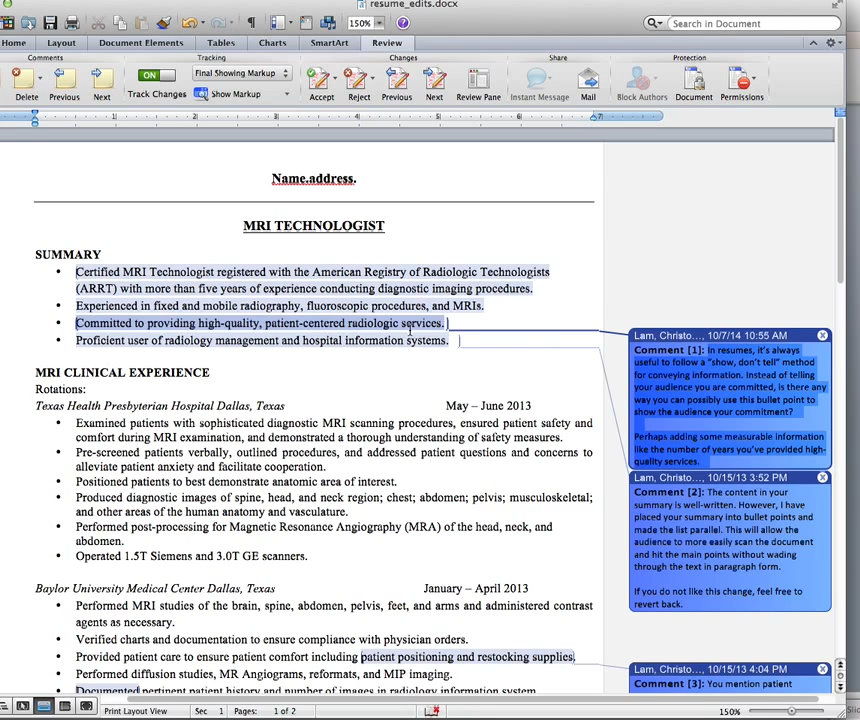 resume_edits.docx
150%
Search in Document
Home Layout Document Elements Tables Charts SmartArt Review
Comments Tracking Changes Share Protection
ON Final Showing Markup
Delete Previous Next Track Changes Show Markup Accept Reject Previous Next Review Pane Instant Message Mail Block Authors Document Permissions
1 2 3 4 5 6 7
Name.address.
MRI TECHNOLOGIST
SUMMARY
• Certified MRI Technologist registered with the American Registry of Radiologic Technologists
(ARRT) with more than five years of experience conducting diagnostic imaging procedures.
• Experienced in fixed and mobile radiography, fluoroscopic procedures, and MRIs.
• Committed to providing high-quality, patient-centered radiologic services.
• Proficient user of radiology management and hospital information systems.
MRI CLINICAL EXPERIENCE
Rotations:
Texas Health Presbyterian Hospital Dallas, Texas May – June 2013
• Examined patients with sophisticated diagnostic MRI scanning procedures, ensured patient safety and
comfort during MRI examination, and demonstrated a thorough understanding of safety measures.
• Pre-screened patients verbally, outlined procedures, and addressed patient questions and concerns to
alleviate patient anxiety and facilitate cooperation.
• Positioned patients to best demonstrate anatomic area of interest.
• Produced diagnostic images of spine, head, and neck region; chest; abdomen; pelvis; musculoskeletal;
and other areas of the human anatomy and vasculature.
• Performed post-processing for Magnetic Resonance Angiography (MRA) of the head, neck, and
abdomen.
• Operated 1.5T Siemens and 3.0T GE scanners.
Baylor University Medical Center Dallas, Texas January – April 2013
• Performed MRI studies of the brain, spine, abdomen, pelvis, feet, and arms and administered contrast
agents as necessary.
• Verified charts and documentation to ensure compliance with physician orders.
• Provided patient care to ensure patient comfort including patient positioning and restocking supplies.
• Performed diffusion studies, MR Angiograms, reformats, and MIP imaging.
• Documented pertinent patient history and number of images in radiology information system
Lam, Christo..., 10/7/14 10:55 AM
Comment [1]: In resumes, it's always
useful to follow a "show, don't tell" method
for conveying information. Instead of telling
your audience you are committed, is there any
way you can possibly use this bullet point to
show the audience your commitment?
Perhaps adding some measurable information
like the number of years you've provided high-
quality services.
Lam, Christo..., 10/15/13 3:52 PM
Comment [2]: The content in your
summary is well-written. However, I have
placed your summary into bullet points and
made the list parallel. This will allow the
audience to more easily scan the document
and hit the main points without wading
through the text in paragraph form.
If you do not like this change, feel free to
revert back.
Lam, Christo..., 10/15/13 4:04 PM
Comment [3]: You mention patient
Print Layout View Sec 1 Pages: 1 of 2 150%